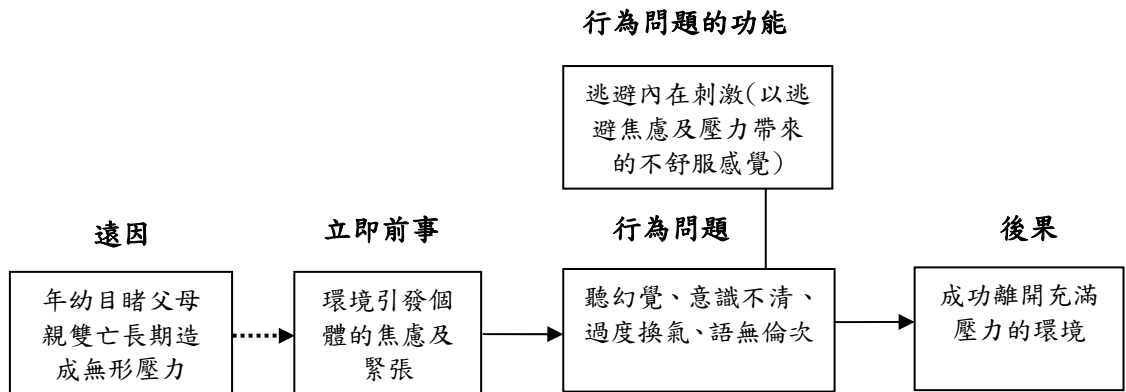 行為問題的功能
逃避內在刺激(以逃
避焦慮及壓力帶來
的不舒服感覺)
遠因
立即前事
行為問題
後果
年幼目睹父母
親雙亡長期造
成無形壓力
環境引發個
體的焦慮及
緊張
聽幻覺、意識不清、
過度換氣、語無倫次
成功離開充滿
壓力的環境